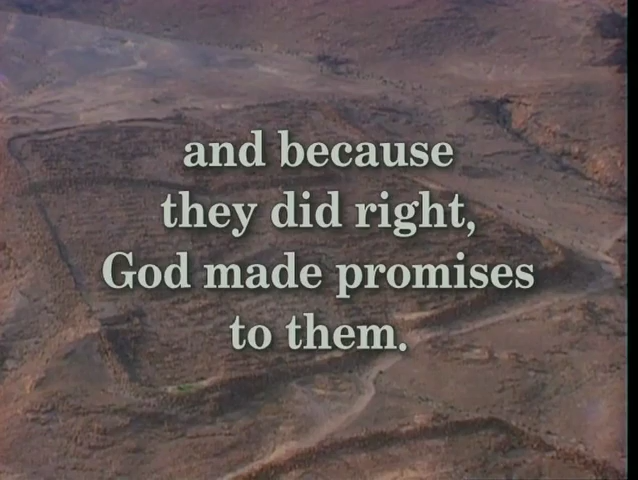 and because
they did right,
God made promises
to them.